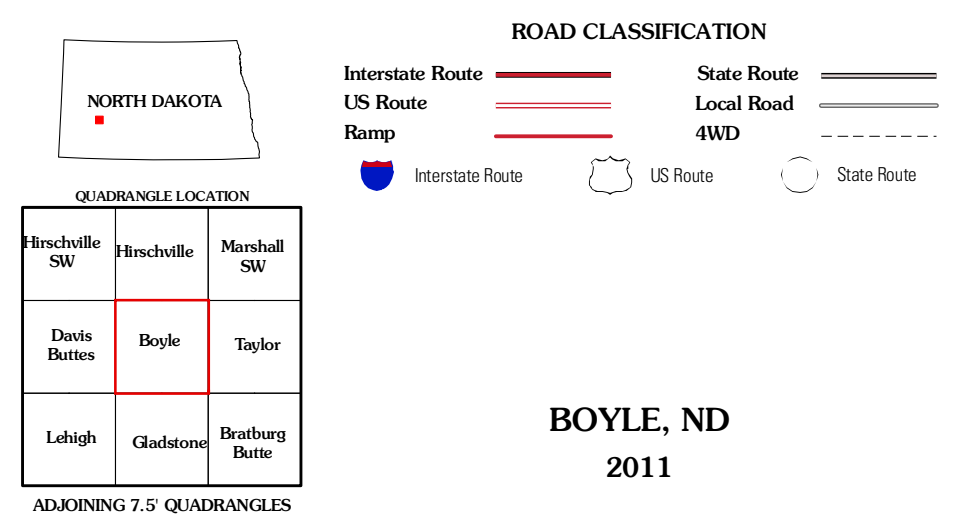 NORTH DAKOTA
QUADRANGLE LOCATION
Hirschville
SW
Hirschville
Marshall
SW
Davis
Buttes
Boyle
Taylor
Lehigh
Gladstone
Bratburg
Butte
ADJOINING 7.5' QUADRANGLES
ROAD CLASSIFICATION
Interstate Route
State Route
US Route
Local Road
Ramp
4WD
Interstate Route
US Route
State Route
BOYLE, ND
2011